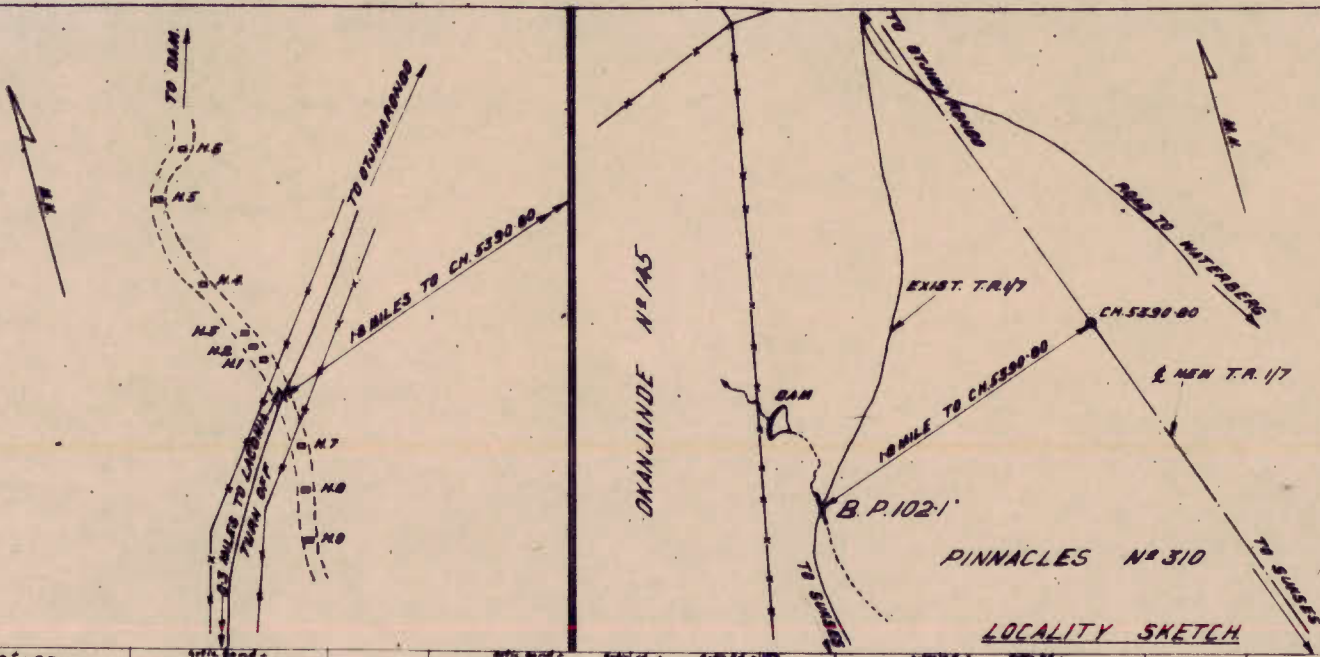 TO DAM
M.N.
H.6
H.5
H.4
H.3
H.2
H.1
H.7
H.8
H.9
TO OTJIWARONGO
1·8 MILES TO CH. 5390·80
0·3 MILES TO LACONIA
TURN OFF
TO OTJIWARONGO
M.N.
ROAD TO WATERBERG
OKANJANDE Nº 145
EXIST. T.R. 1/7
CH. 5390·80
℄ NEW T.R. 1/7
DAM
1·8 MILE TO CH. 5390·80
B.P. 102·1
PINNACLES Nº 310
TO SUKSES
TO SUKSES
LOCALITY SKETCH